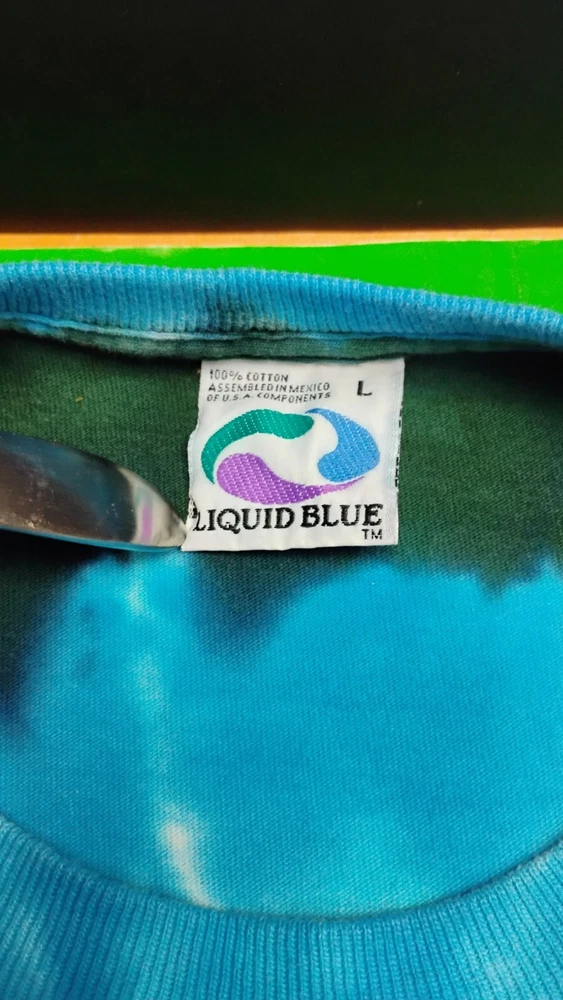 100% COTTON
ASSEMBLED IN MEXICO
OF U.S.A. COMPONENTS
L
LIQUID BLUE
TM